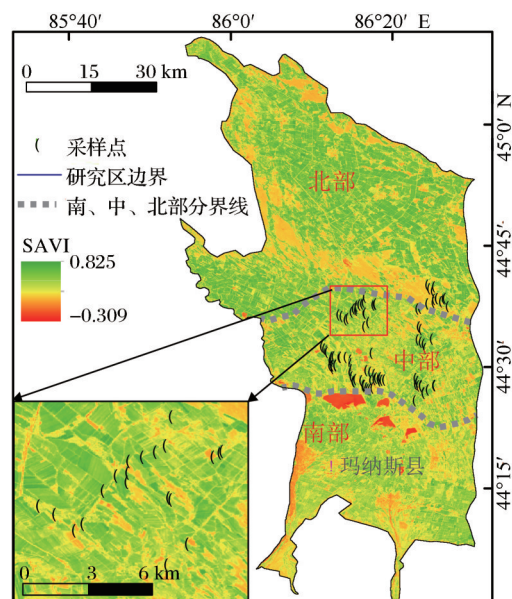 85°40′ 86°0′ 86°20′ E
0 15 30 km
采样点
研究区边界
南、中、北部分界线
SAVI
0.825
−0.309
北部
中部
南部
玛纳斯县
45°0′ N
44°45′
44°30′
44°15′
0 3 6 km